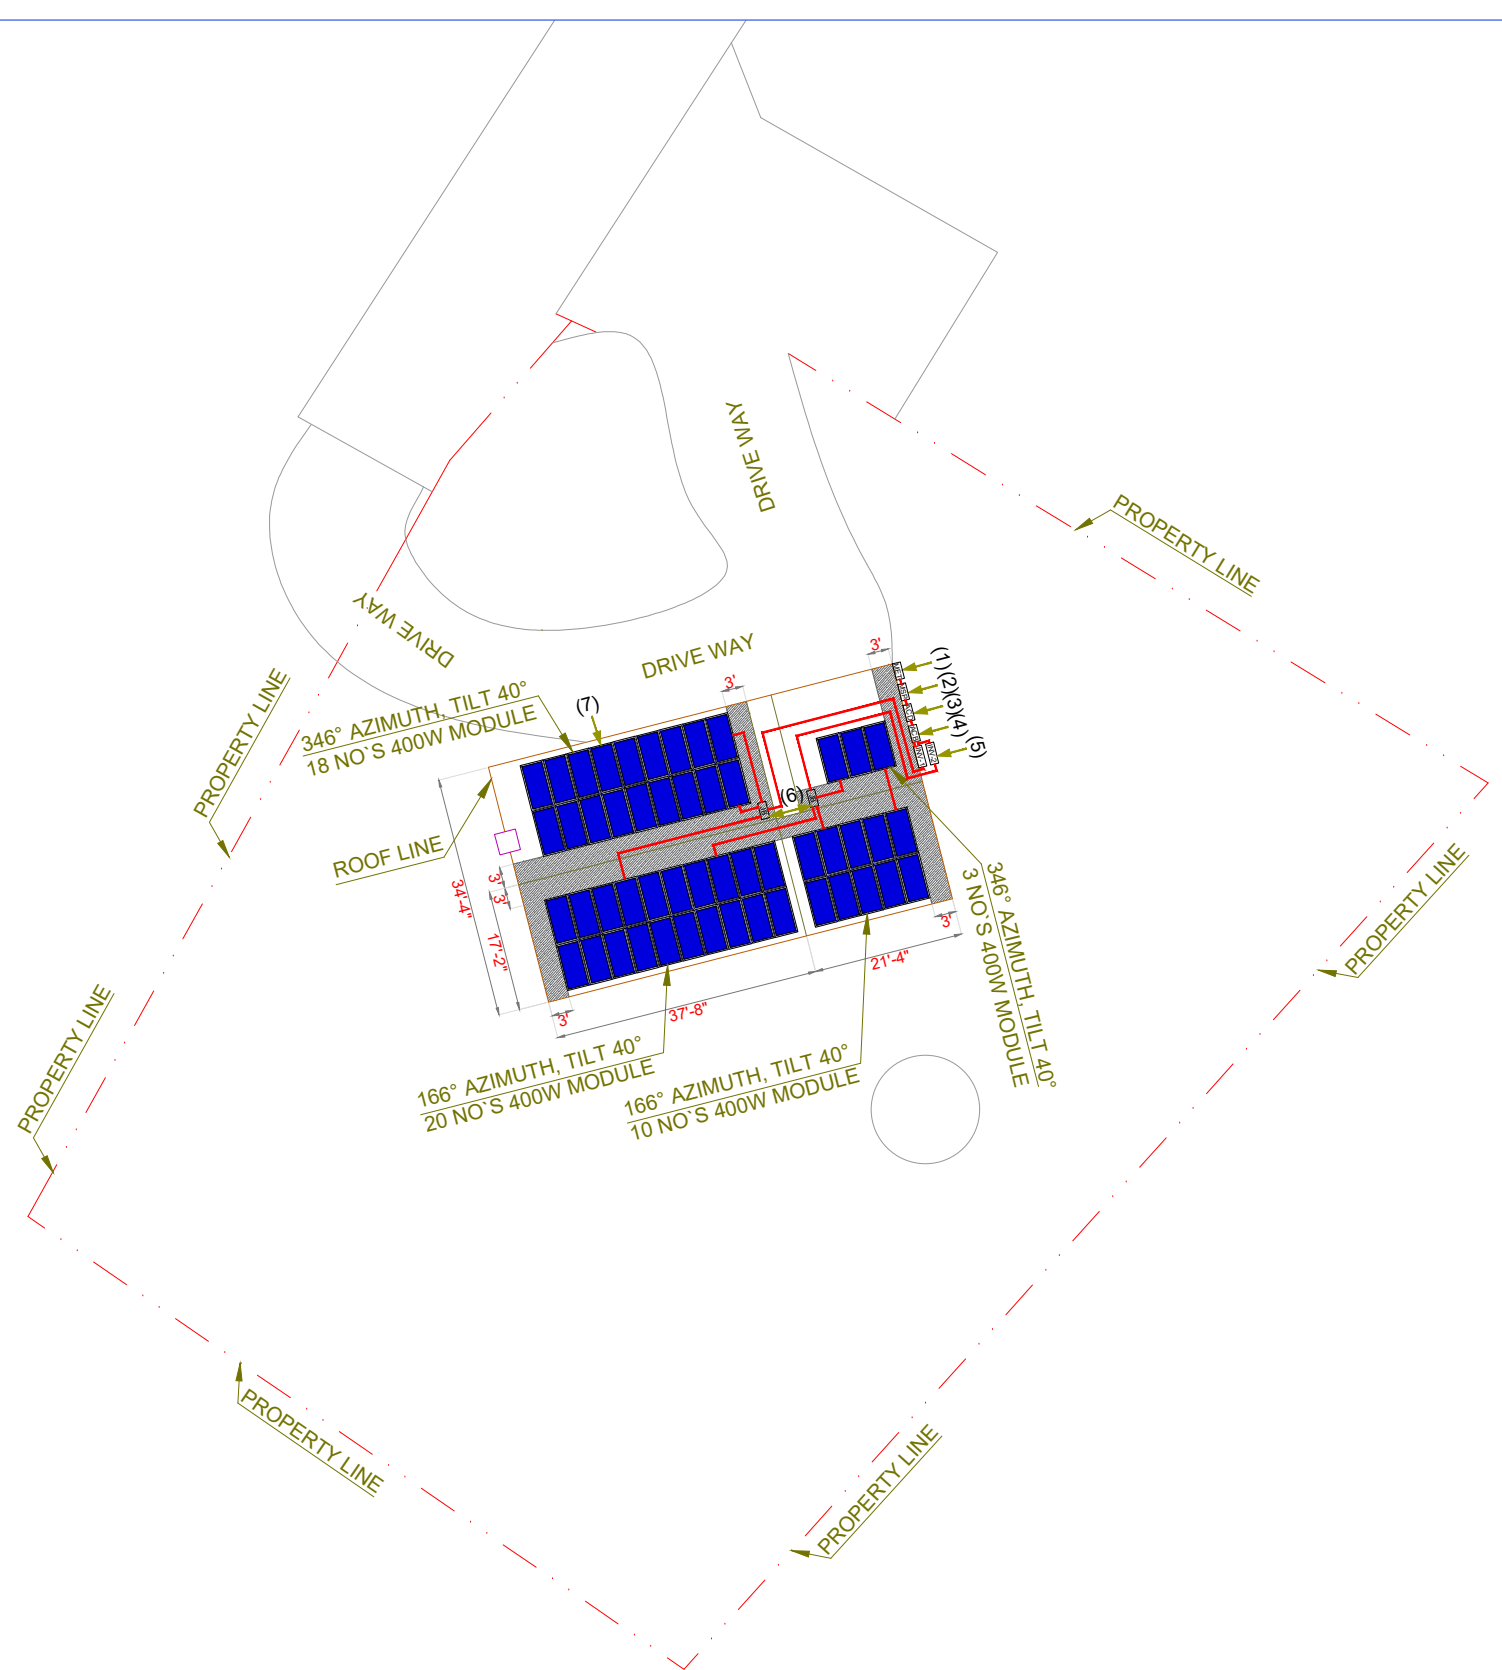 PROPERTY LINE
DRIVE WAY
PROPERTY LINE
DRIVE WAY
DRIVE WAY
3'
(1)
(2)
(3)
(4)
(5)
3'
(7)
346° AZIMUTH, TILT 40°
18 NO`S 400W MODULE
(6)
ROOF LINE
3'
3'
34'-4"
17'-2"
346° AZIMUTH, TILT 40°
3 NO`S 400W MODULE
3'
21'-4"
37'-8"
3'
166° AZIMUTH, TILT 40°
20 NO`S 400W MODULE
166° AZIMUTH, TILT 40°
10 NO`S 400W MODULE
PROPERTY LINE
PROPERTY LINE
PROPERTY LINE
PROPERTY LINE